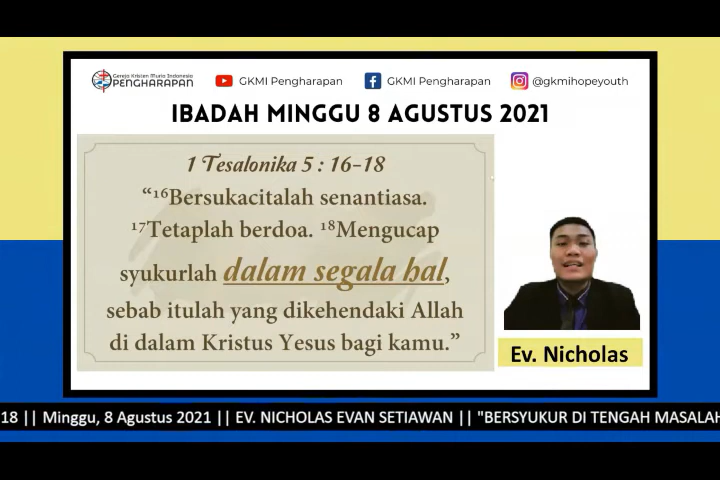 Gereja Kristen Muria Indonesia
PENGHARAPAN
GKMI Pengharapan
GKMI Pengharapan
@gkmihopeyouth
IBADAH MINGGU 8 AGUSTUS 2021
1 Tesalonika 5 : 16-18
“¹⁶Bersukacitalah senantiasa.
¹⁷Tetaplah berdoa. ¹⁸Mengucap
syukurlah dalam segala hal,
sebab itulah yang dikehendaki Allah
di dalam Kristus Yesus bagi kamu.”
Ev. Nicholas
18 || Minggu, 8 Agustus 2021 || EV. NICHOLAS EVAN SETIAWAN || "BERSYUKUR DI TENGAH MASALAH